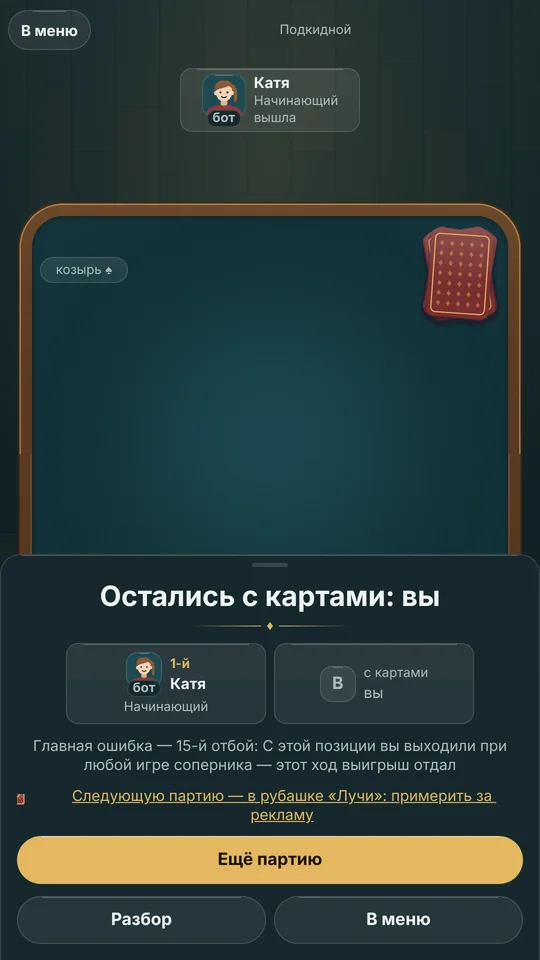 В меню
Подкидной
Катя
Начинающий
вышла
бот
козырь ♠
Остались с картами: вы
1-й
Катя
бот
Начинающий
В
с картами
вы
Главная ошибка — 15-й отбой: С этой позиции вы выходили при
любой игре соперника — этот ход выигрыш отдал
Следующую партию — в рубашке «Лучи»: примерить за
рекламу
Ещё партию
Разбор
В меню